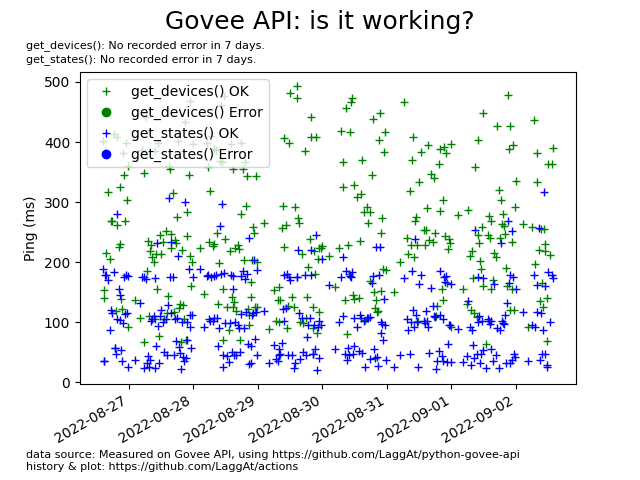 Govee API: is it working?
get_devices(): No recorded error in 7 days.
get_states(): No recorded error in 7 days.
get_devices() OK
get_devices() Error
get_states() OK
get_states() Error
Ping (ms)
500
400
300
200
100
0
2022-08-27
2022-08-28
2022-08-29
2022-08-30
2022-08-31
2022-09-01
2022-09-02
data source: Measured on Govee API, using https://github.com/LaggAt/python-govee-api
history & plot: https://github.com/LaggAt/actions